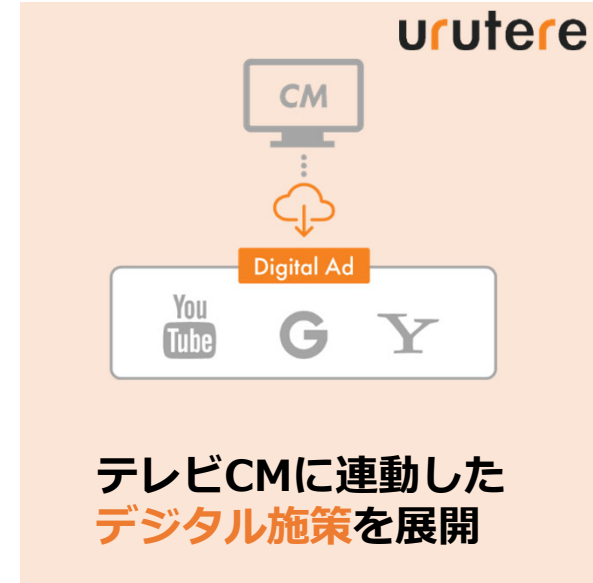 urutere
CM
Digital Ad
You
Tube
G
Y
テレビCMに連動した
デジタル施策を展開